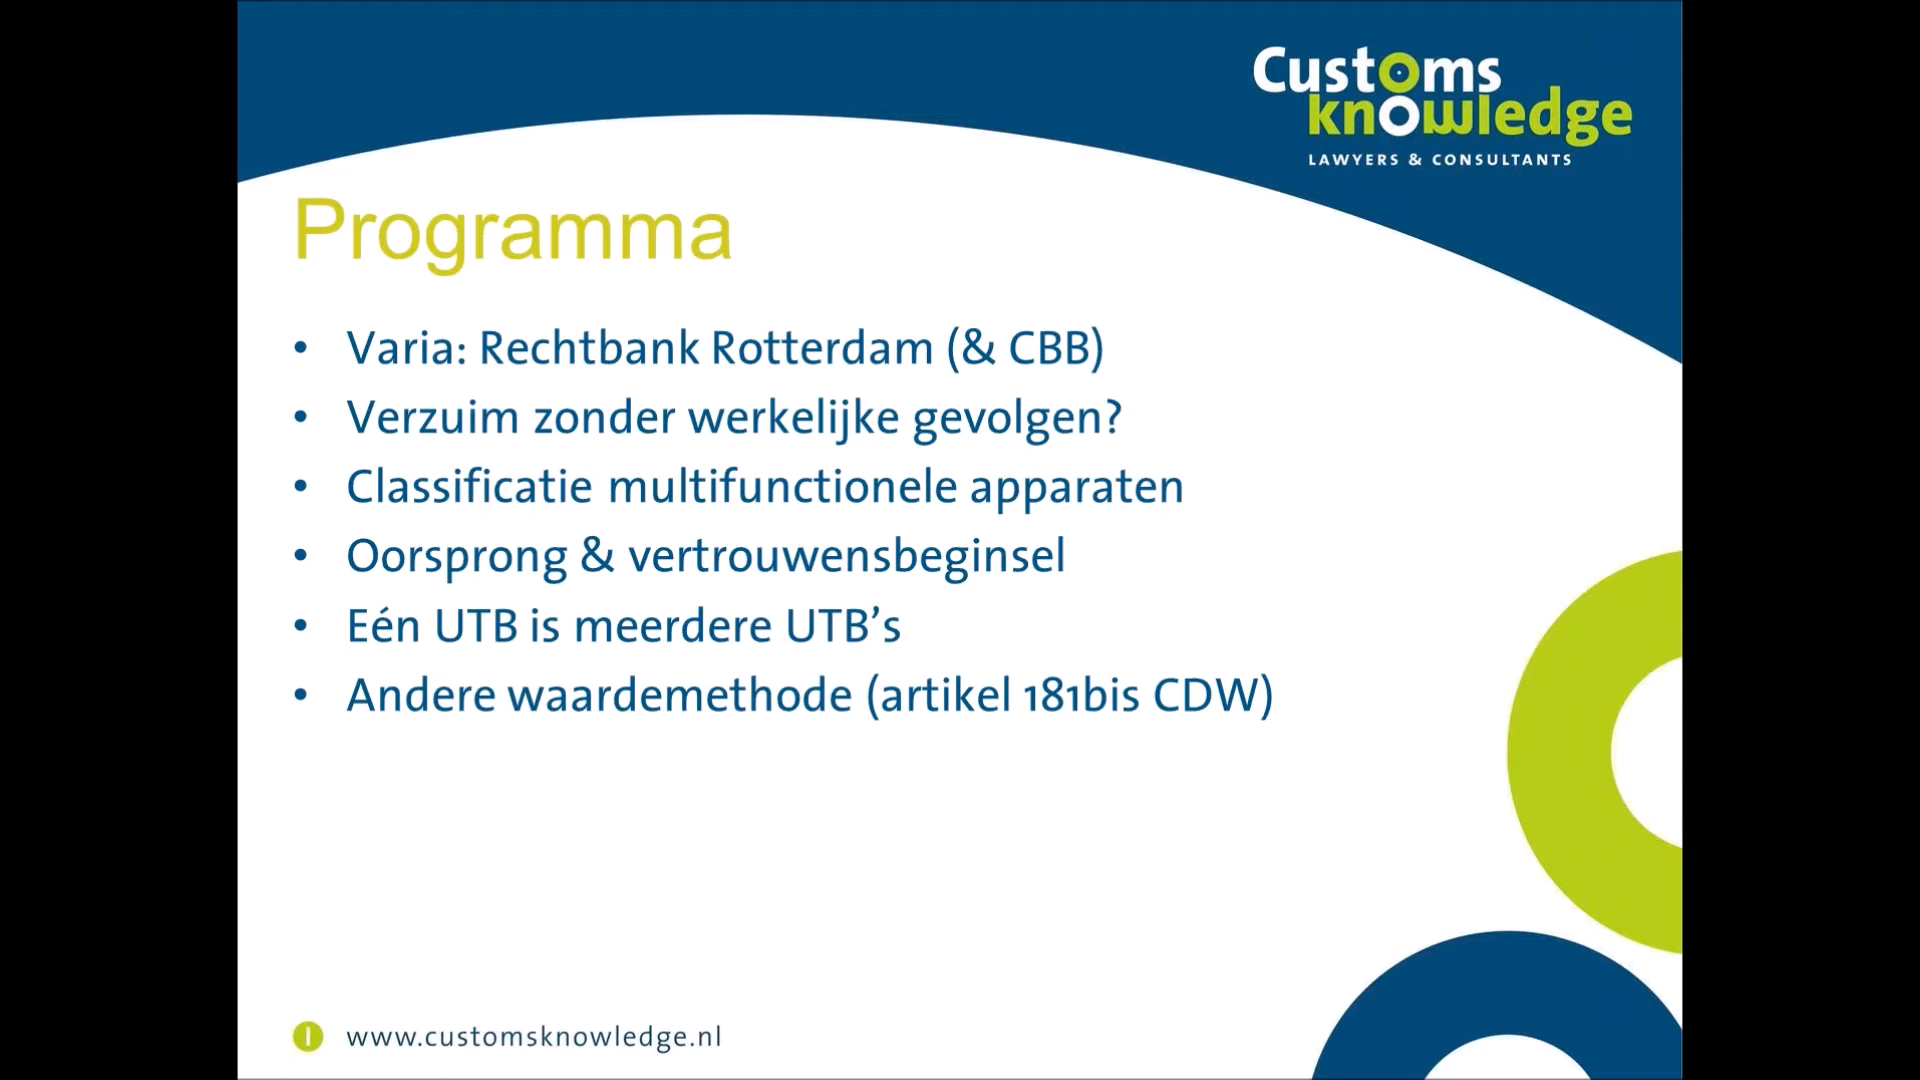 Customs
knowledge
LAWYERS & CONSULTANTS
Programma
• Varia: Rechtbank Rotterdam (& CBB)
• Verzuim zonder werkelijke gevolgen?
• Classificatie multifunctionele apparaten
• Oorsprong & vertrouwensbeginsel
• Eén UTB is meerdere UTB’s
• Andere waardemethode (artikel 181bis CDW)
www.customsknowledge.nl